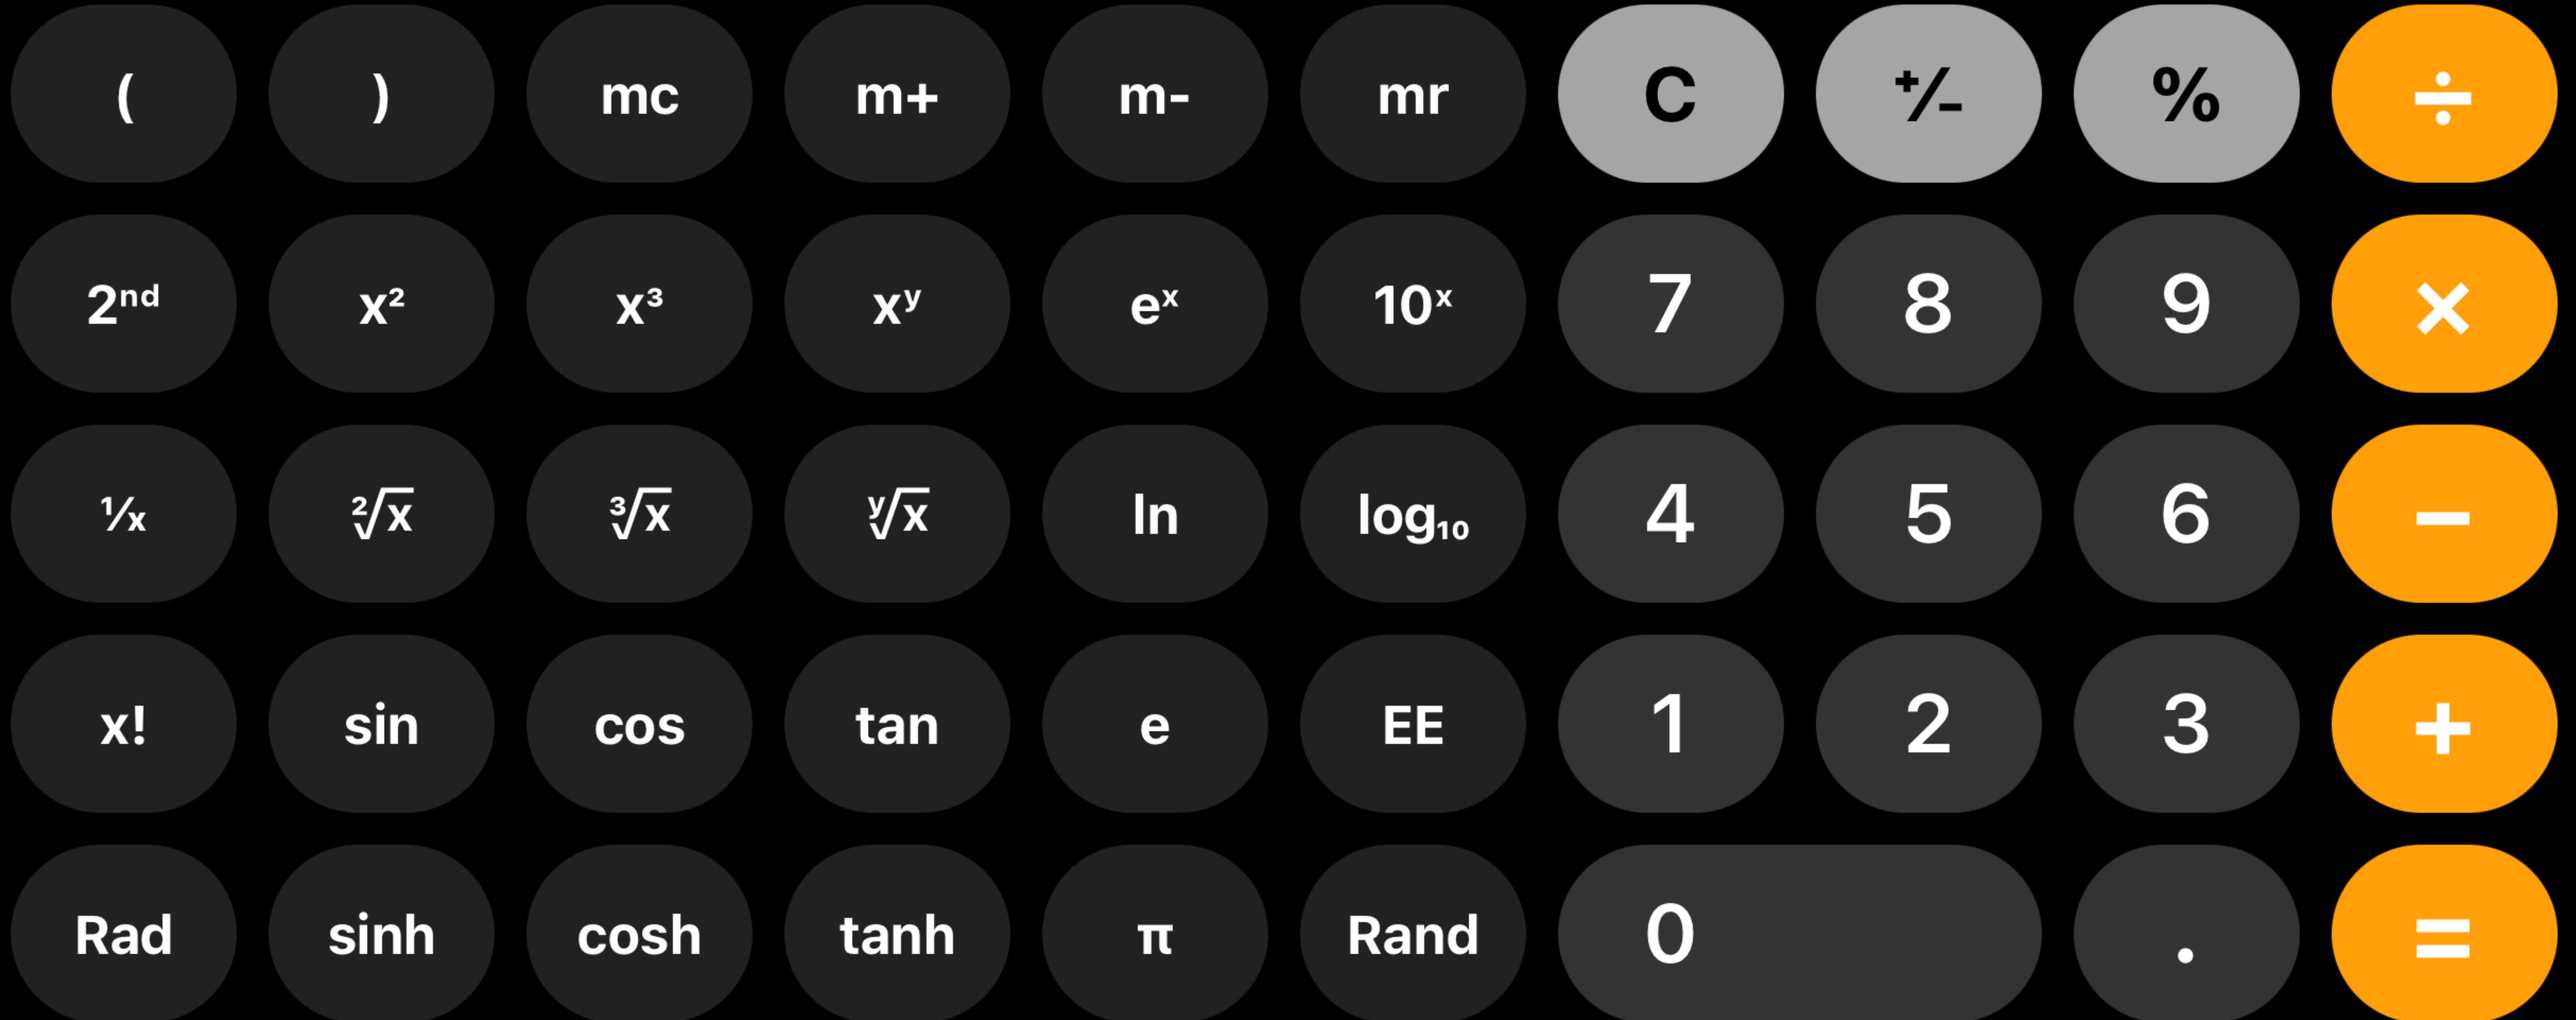 ( ) mc m+ m- mr C ⁺⁄₋ % ÷
2ⁿᵈ x² x³ xʸ eˣ 10ˣ 7 8 9 ×
¹⁄ₓ ²√x ³√x ʸ√x ln log₁₀ 4 5 6 −
x! sin cos tan e EE 1 2 3 +
Rad sinh cosh tanh π Rand 0 . =